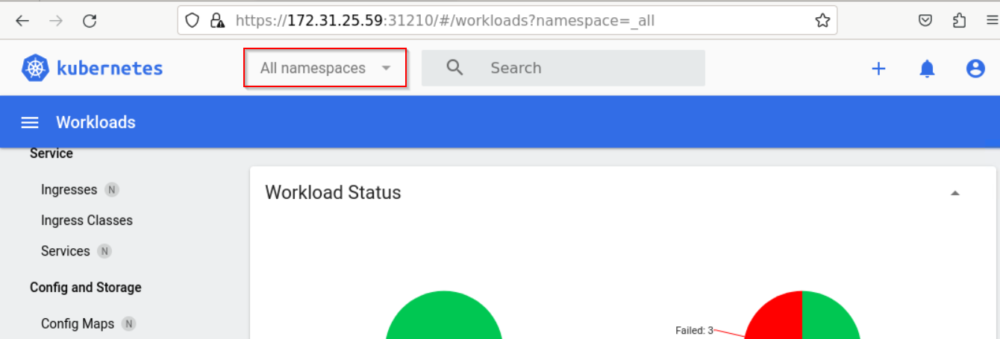 https://172.31.25.59:31210/#/workloads?namespace=_all
kubernetes
All namespaces
Search
Workloads
Service
Ingresses N
Ingress Classes
Services N
Config and Storage
Config Maps N
Workload Status
Failed: 3